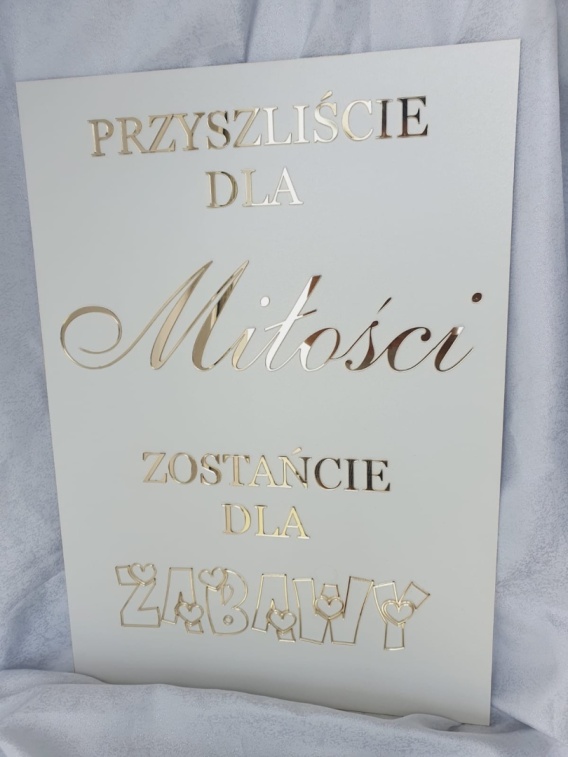 PRZYSZLIŚCIE
DLA
Miłości
ZOSTAŃCIE
DLA
ZABAWY